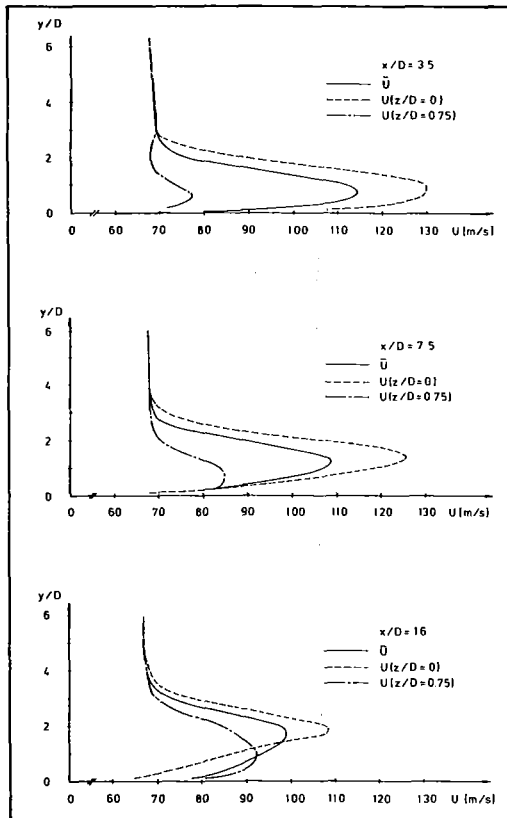 y/D
6
4
2
0
x/D = 3.5
Ū
U(z/D=0)
U(z/D=0.75)
0 60 70 80 90 100 110 120 130 U [m/s]
y/D
6
4
2
0
x/D = 7.5
Ū
U(z/D=0)
U(z/D=0.75)
0 60 70 80 90 100 110 120 130 U [m/s]
y/D
6
4
2
0
x/D = 16
Ū
U(z/D=0)
U(z/D=0.75)
0 60 70 80 90 100 110 120 130 U [m/s]